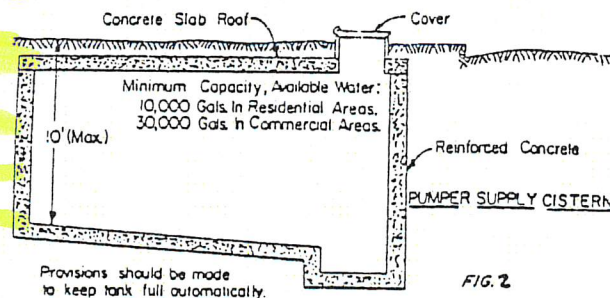 Concrete Slab Roof
Cover
Minimum Capacity, Available Water:
10,000 Gals. In Residential Areas.
30,000 Gals. In Commercial Areas.
10' (Max.)
Reinforced Concrete
PUMPER SUPPLY CISTERN
Provisions should be made
to keep tank full automatically.
FIG. 2